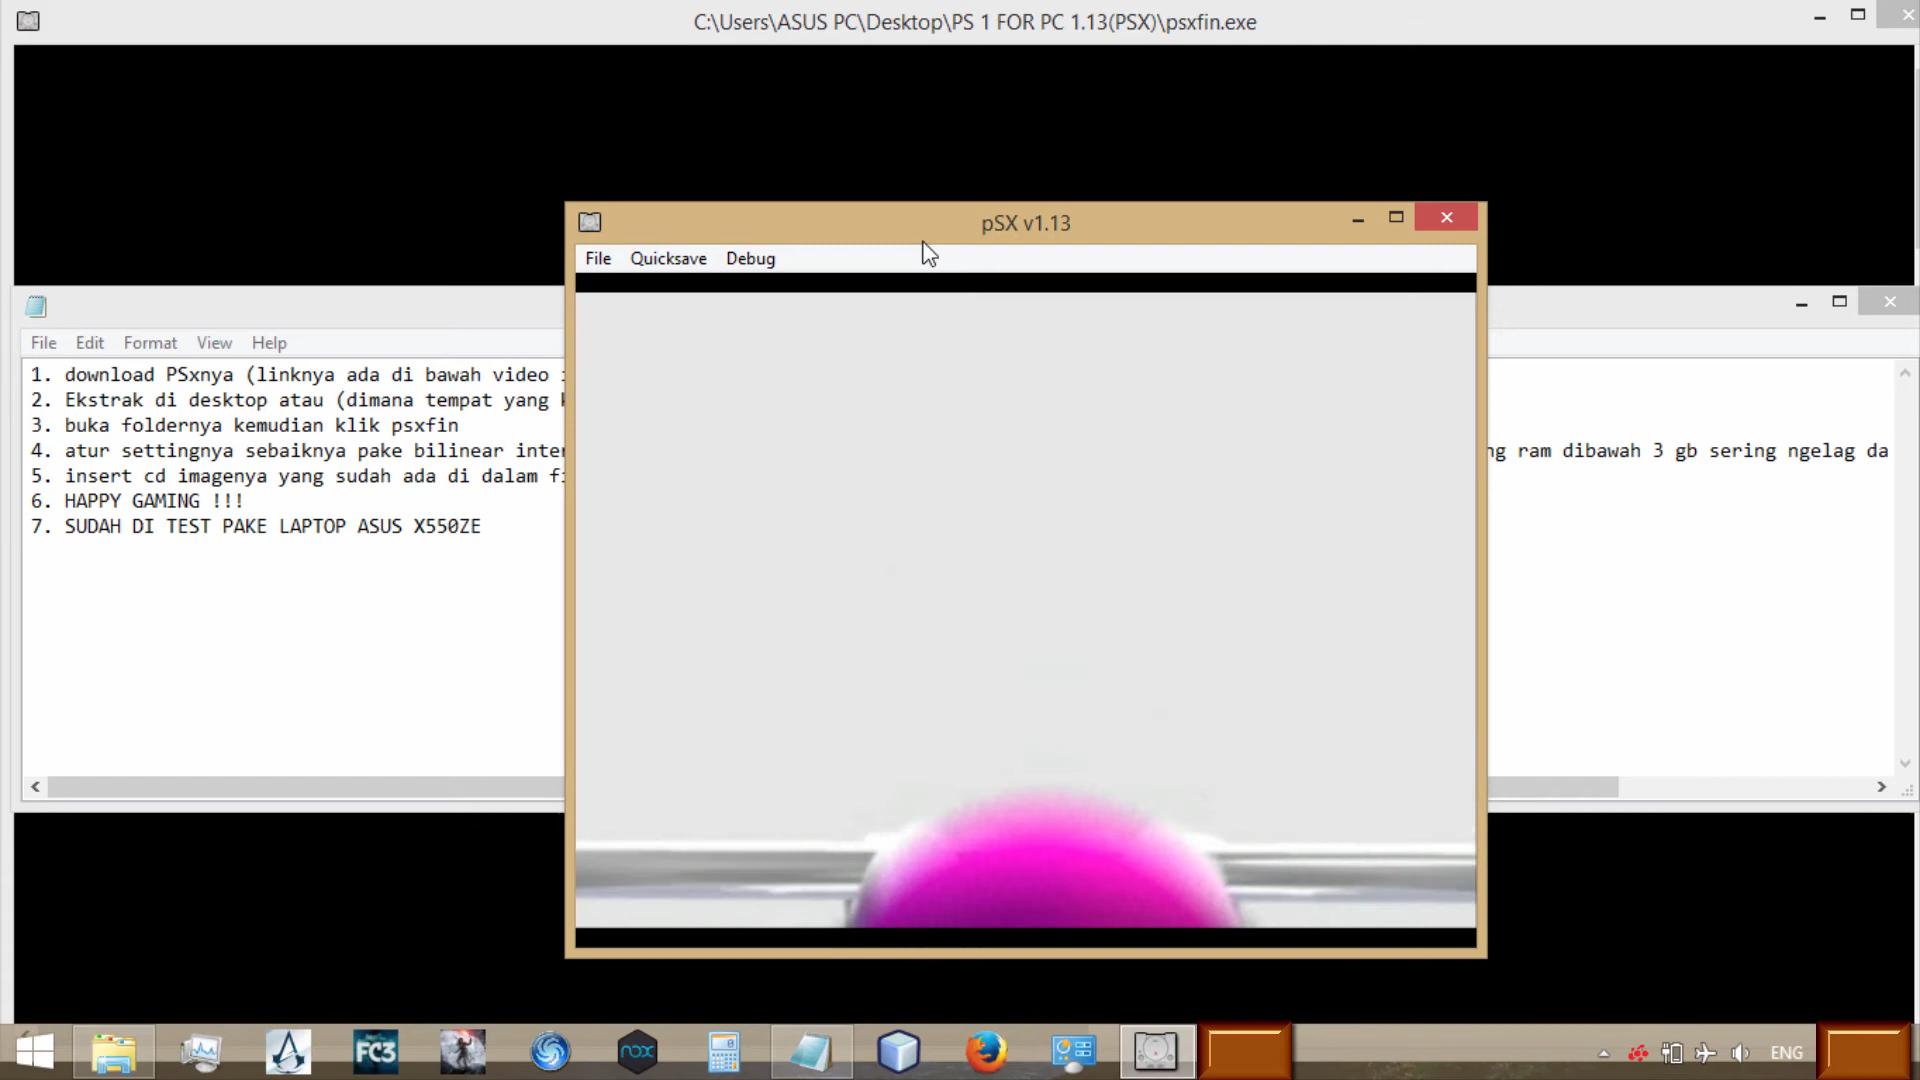 C:\Users\ASUS PC\Desktop\PS 1 FOR PC 1.13(PSX)\psxfin.exe
pSX v1.13
File Quicksave Debug
File Edit Format View Help
1. download PSxnya (linknya ada di bawah video
2. Ekstrak di desktop atau (dimana tempat yang
3. buka foldernya kemudian klik psxfin
4. atur settingnya sebaiknya pake bilinear ram dibawah 3 gb sering ngelag da
5. insert cd imagenya yang sudah ada di dalam
6. HAPPY GAMING !!!
7. SUDAH DI TEST PAKE LAPTOP ASUS X550ZE
FC3
nox
ENG